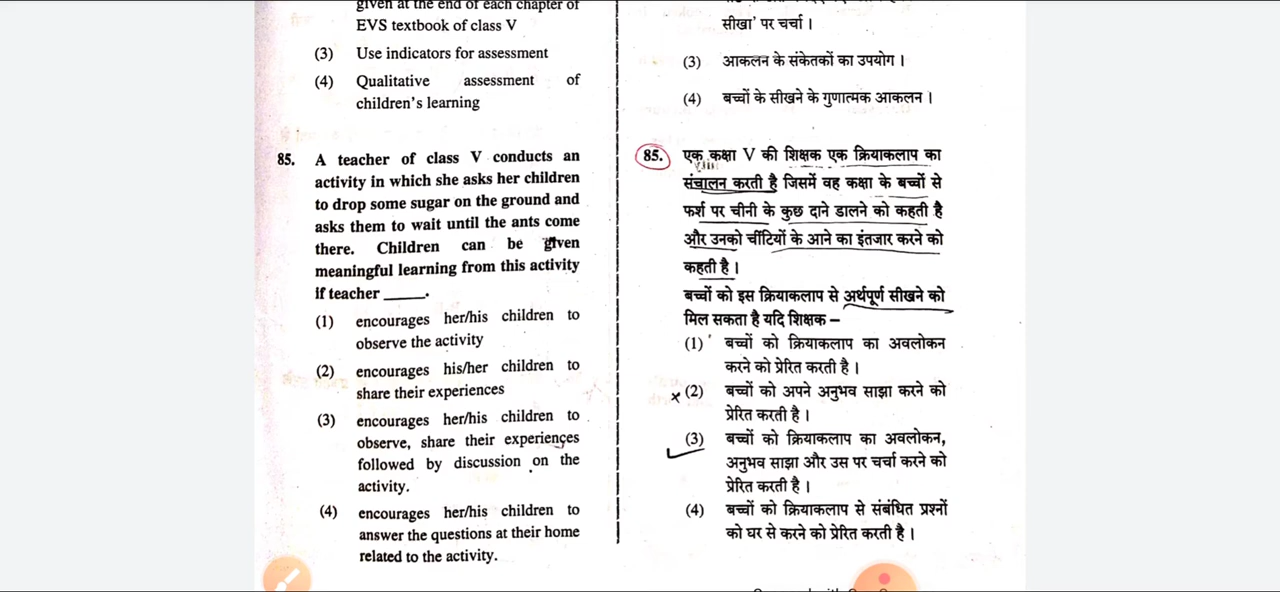 given at the end of each chapter of
EVS textbook of class V
(3) Use indicators for assessment
(4) Qualitative assessment of
children's learning
85. A teacher of class V conducts an
activity in which she asks her children
to drop some sugar on the ground and
asks them to wait until the ants come
there. Children can be given
meaningful learning from this activity
if teacher ______.
(1) encourages her/his children to
observe the activity
(2) encourages his/her children to
share their experiences
(3) encourages her/his children to
observe, share their experiences
followed by discussion on the
activity.
(4) encourages her/his children to
answer the questions at their home
related to the activity.
सीखा' पर चर्चा ।
(3) आकलन के संकेतकों का उपयोग ।
(4) बच्चों के सीखने के गुणात्मक आकलन ।
85. एक कक्षा V की शिक्षक एक क्रियाकलाप का
संचालन करती है जिसमें वह कक्षा के बच्चों से
फर्श पर चीनी के कुछ दाने डालने को कहती है
और उनको चींटियों के आने का इंतजार करने को
कहती है ।
बच्चों को इस क्रियाकलाप से अर्थपूर्ण सीखने को
मिल सकता है यदि शिक्षक –
(1) बच्चों को क्रियाकलाप का अवलोकन
करने को प्रेरित करती है ।
(2) बच्चों को अपने अनुभव साझा करने को
प्रेरित करती है ।
(3) बच्चों को क्रियाकलाप का अवलोकन,
अनुभव साझा और उस पर चर्चा करने को
प्रेरित करती है ।
(4) बच्चों को क्रियाकलाप से संबंधित प्रश्नों
को घर से करने को प्रेरित करती है ।